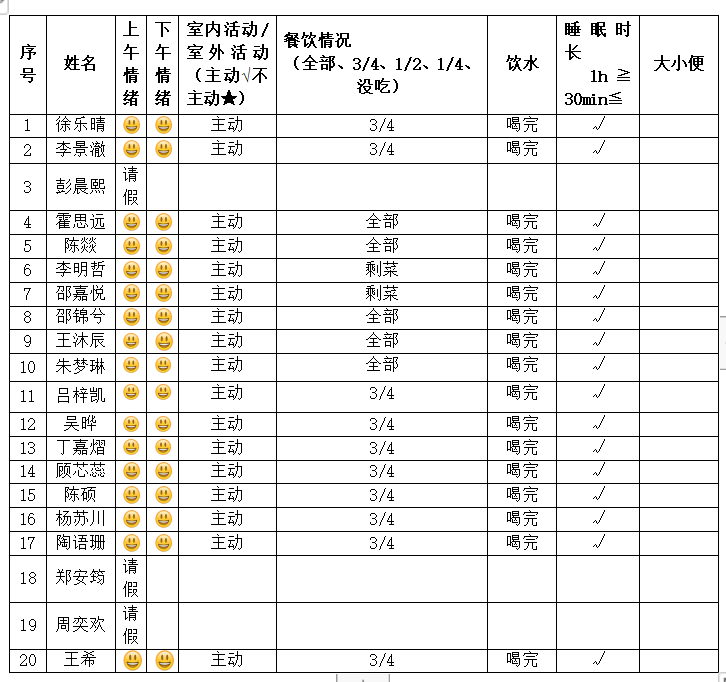 序号 姓名 上午情绪 下午情绪 室内活动/室外活动（主动√不主动★） 餐饮情况（全部、3/4、1/2、1/4、没吃） 饮水 睡眠时长 1h≧ 30min≦ 大小便
1 徐乐晴 😀 😀 主动 3/4 喝完 √
2 李景澈 😀 😀 主动 3/4 喝完 √
3 彭晨熙 请假
4 霍思远 😀 😀 主动 全部 喝完 √
5 陈燚 😀 😀 主动 全部 喝完 √
6 李明哲 😀 😀 主动 剩菜 喝完 √
7 邵嘉悦 😀 😀 主动 剩菜 喝完 √
8 邵锦兮 😀 😀 主动 全部 喝完 √
9 王沐辰 😀 😀 主动 全部 喝完 √
10 朱梦琳 😀 😀 主动 全部 喝完 √
11 吕梓凯 😀 😀 主动 3/4 喝完 √
12 吴晔 😀 😀 主动 3/4 喝完 √
13 丁嘉熠 😀 😀 主动 3/4 喝完 √
14 顾芯蕊 😀 😀 主动 3/4 喝完 √
15 陈硕 😀 😀 主动 3/4 喝完 √
16 杨苏川 😀 😀 主动 3/4 喝完 √
17 陶语珊 😀 😀 主动 3/4 喝完 √
18 郑安筠 请假
19 周奕欢 请假
20 王希 😀 😀 主动 3/4 喝完 √